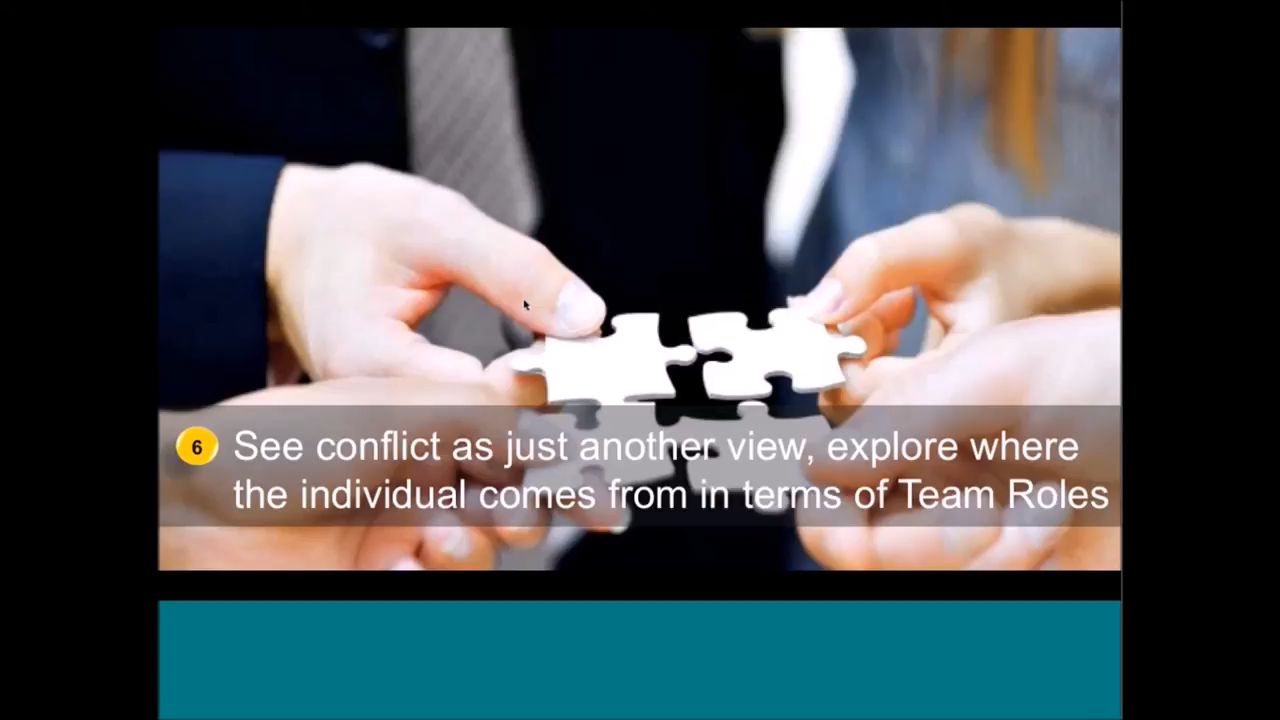 6 See conflict as just another view, explore where
the individual comes from in terms of Team Roles